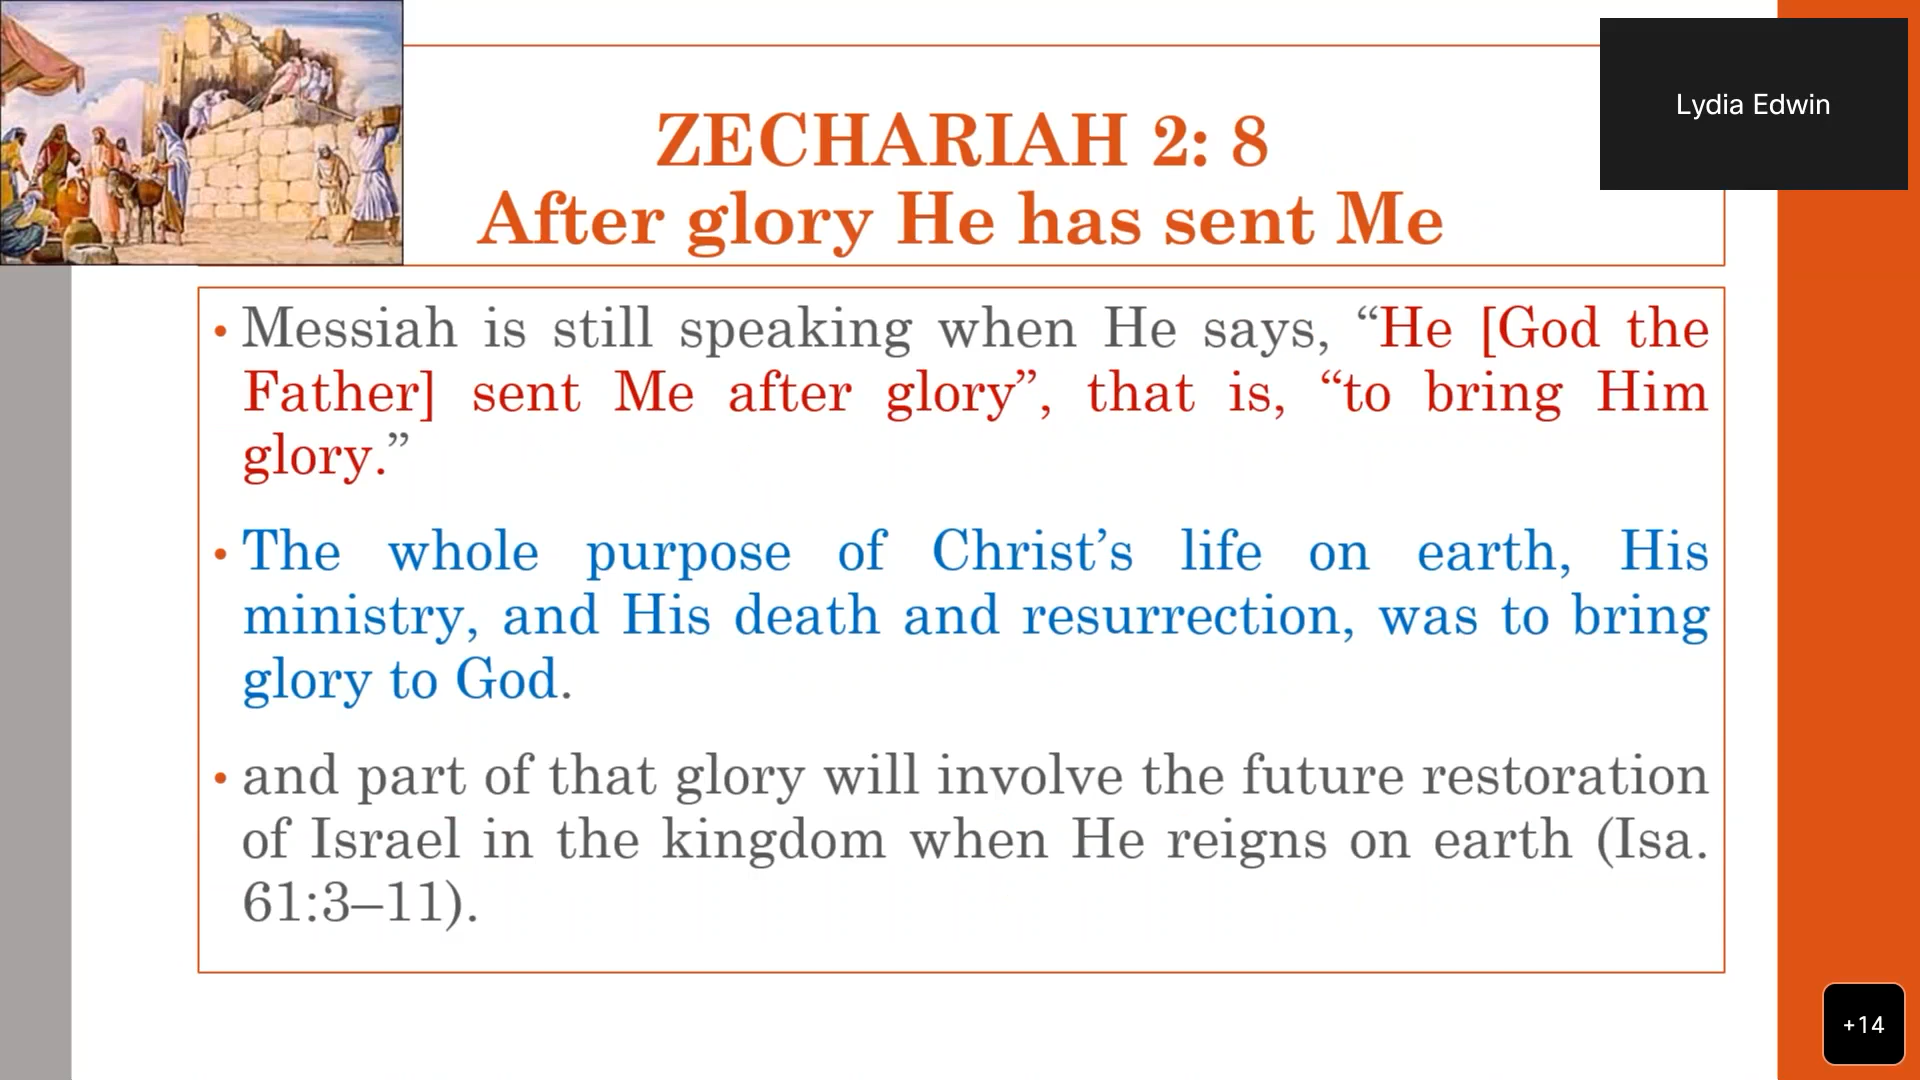 ZECHARIAH 2: 8
After glory He has sent Me
Lydia Edwin
• Messiah is still speaking when He says, “He [God the
Father] sent Me after glory”, that is, “to bring Him
glory.”
• The whole purpose of Christ’s life on earth, His
ministry, and His death and resurrection, was to bring
glory to God.
• and part of that glory will involve the future restoration
of Israel in the kingdom when He reigns on earth (Isa.
61:3–11).
+14